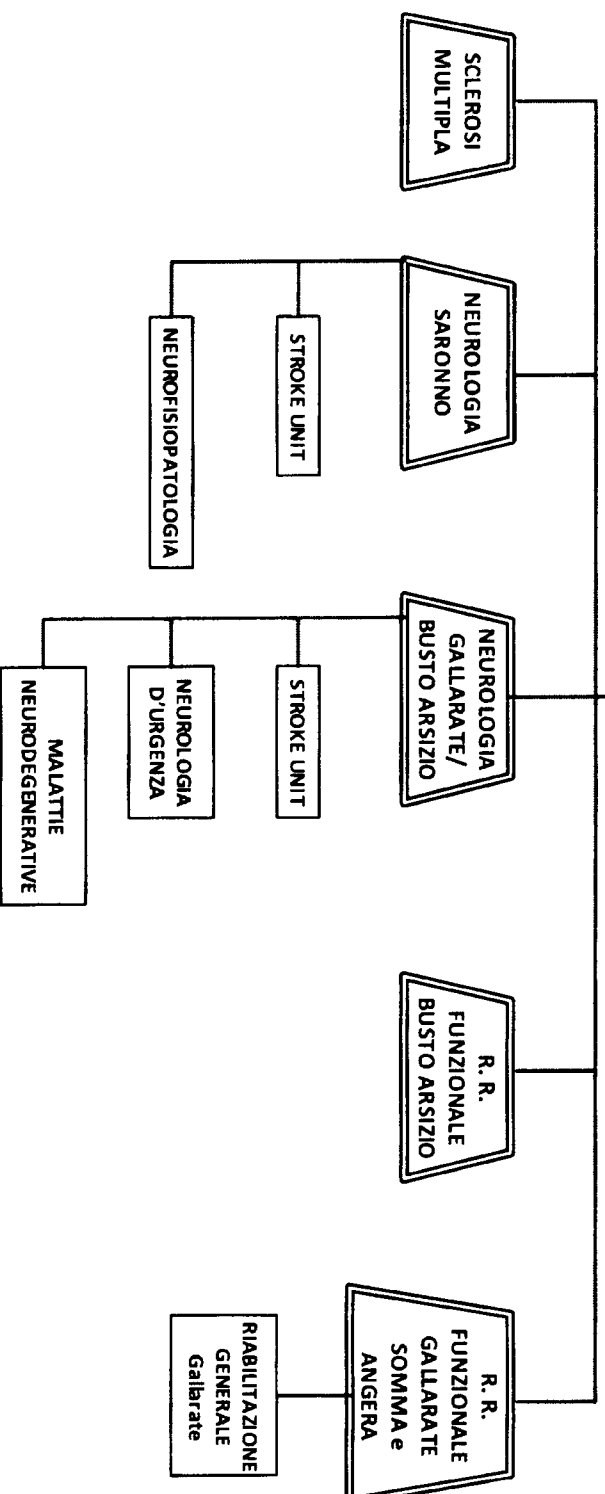 SCLEROSI
MULTIPLA
NEUROLOGIA
SARONNO
STROKE UNIT
NEUROFISIOPATOLOGIA
NEUROLOGIA
GALLARATE/
BUSTO ARSIZIO
STROKE UNIT
NEUROLOGIA
D'URGENZA
MALATTIE
NEURODEGENERATIVE
R. R.
FUNZIONALE
BUSTO ARSIZIO
R. R.
FUNZIONALE
GALLARATE
SOMMA e
ANGERA
RIABILITAZIONE
GENERALE
Gallarate